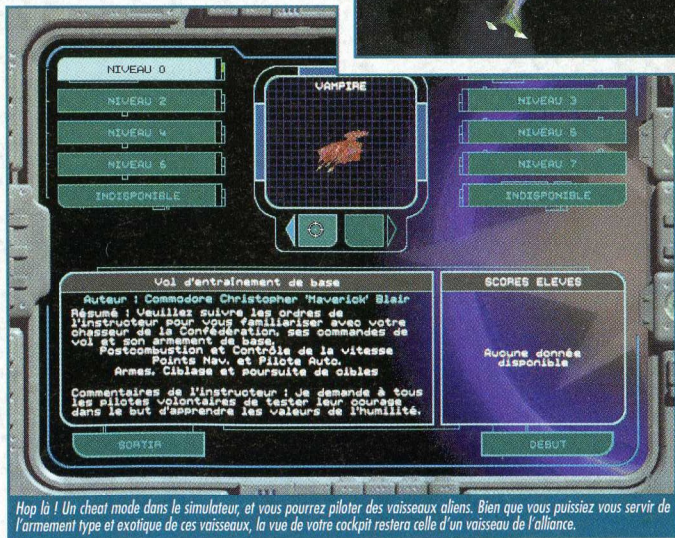 NIVEAU 0
NIVEAU 2
NIVEAU 4
NIVEAU 6
INDISPONIBLE
VAMPIRE
NIVEAU 3
NIVEAU 5
NIVEAU 7
INDISPONIBLE
Vol d'entraînement de base
Auteur : Commodore Christopher 'Maverick' Blair
Résumé : Veuillez suivre les ordres de
l'instructeur pour vous familiariser avec votre
chasseur de la Confédération, ses commandes de
vol et son armement de base.
Postcombustion et Contrôle de la vitesse
Points Nav. et Pilote Auto.
Armes, Ciblage et poursuite de cibles
Commentaires de l'instructeur : Je demande à tous
les pilotes volontaires de tester leur courage
dans le but d'apprendre les valeurs de l'humilité.
SCORES ELEVES
Aucune donnée
disponible
SORTIR
DEBUT
Hop là ! Un cheat mode dans le simulateur, et vous pourrez piloter des vaisseaux aliens. Bien que vous puissiez vous servir de
l'armement type et exotique de ces vaisseaux, la vue de votre cockpit restera celle d'un vaisseau de l'alliance.